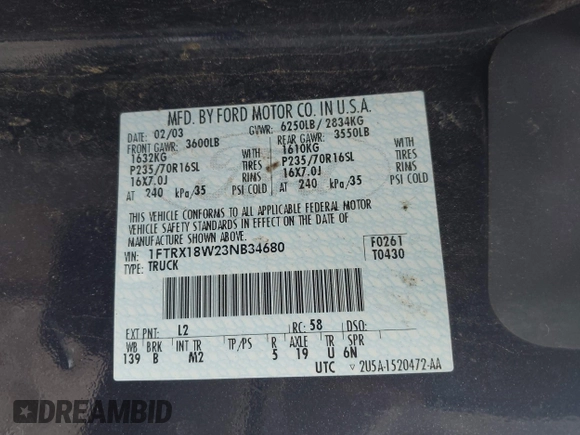 MFD. BY FORD MOTOR CO. IN U.S.A.
DATE: 02/03 GVWR: 6250LB/ 2834KG
FRONT GAWR: 3600LB REAR GAWR: 3550LB
1632KG WITH 1610KG WITH
P235/70R16SL TIRES P235/70R16SL TIRES
16X7.0J RIMS 16X7.0J RIMS
AT 240 kPa/35 PSI COLD AT 240 kPa/35 PSI COLD
THIS VEHICLE CONFORMS TO ALL APPLICABLE FEDERAL MOTOR
VEHICLE SAFETY STANDARDS IN EFFECT ON THE DATE OF
MANUFACTURE SHOWN ABOVE.
VIN: 1FTRX18W23NB34680 F0261
TYPE: TRUCK T0430
EXT PNT: L2 RC: 58 DSO:
WB BRK INT TR TP/PS R AXLE TR SPR
139 B M2 5 19 U 6N
UTC ▽ 2U5A-1520472-AA
DREAMBID